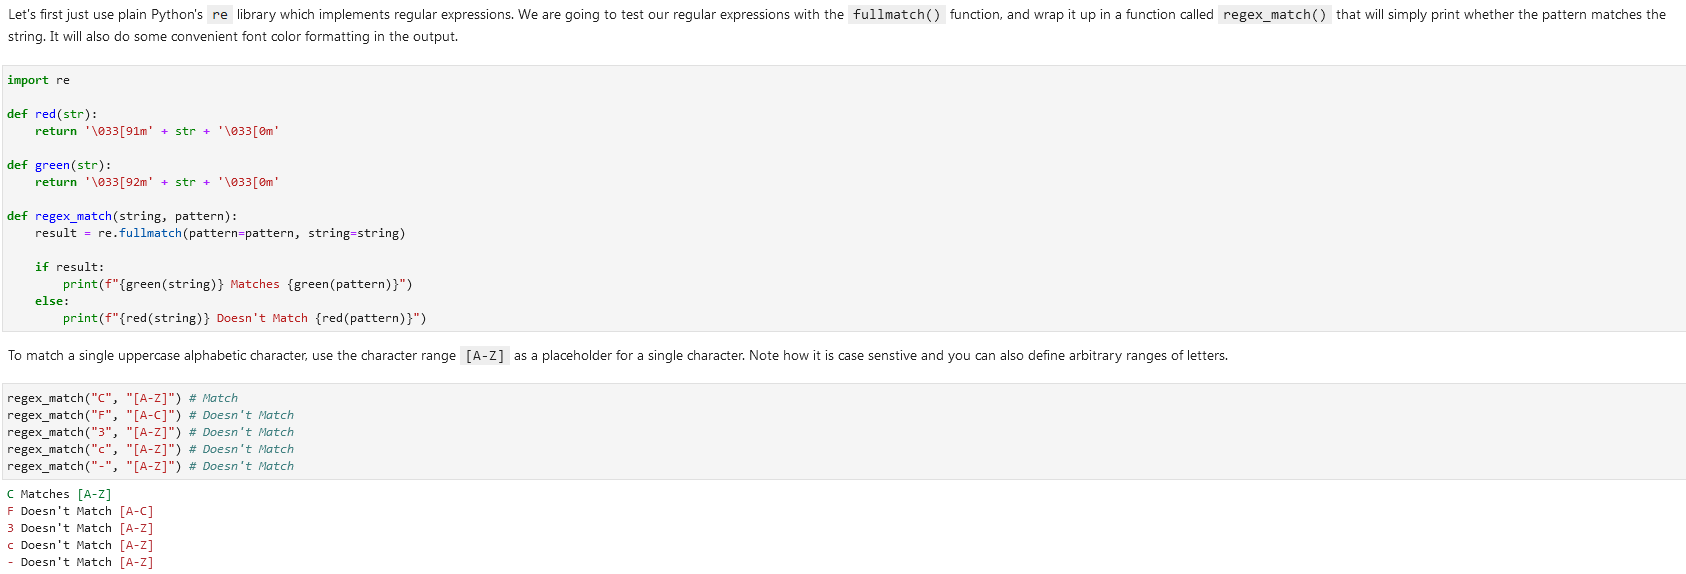 Let's first just use plain Python's re library which implements regular expressions. We are going to test our regular expressions with the fullmatch() function, and wrap it up in a function called regex_match() that will simply print whether the pattern matches the
string. It will also do some convenient font color formatting in the output.
import re
def red(str):
    return '\033[91m' + str + '\033[0m'
def green(str):
    return '\033[92m' + str + '\033[0m'
def regex_match(string, pattern):
    result = re.fullmatch(pattern=pattern, string=string)
    if result:
        print(f"{green(string)} Matches {green(pattern)}")
    else:
        print(f"{red(string)} Doesn't Match {red(pattern)}")
To match a single uppercase alphabetic character, use the character range [A-Z] as a placeholder for a single character. Note how it is case senstive and you can also define arbitrary ranges of letters.
regex_match("C", "[A-Z]") # Match
regex_match("F", "[A-C]") # Doesn't Match
regex_match("3", "[A-Z]") # Doesn't Match
regex_match("c", "[A-Z]") # Doesn't Match
regex_match("-", "[A-Z]") # Doesn't Match
C Matches [A-Z]
F Doesn't Match [A-C]
3 Doesn't Match [A-Z]
c Doesn't Match [A-Z]
- Doesn't Match [A-Z]